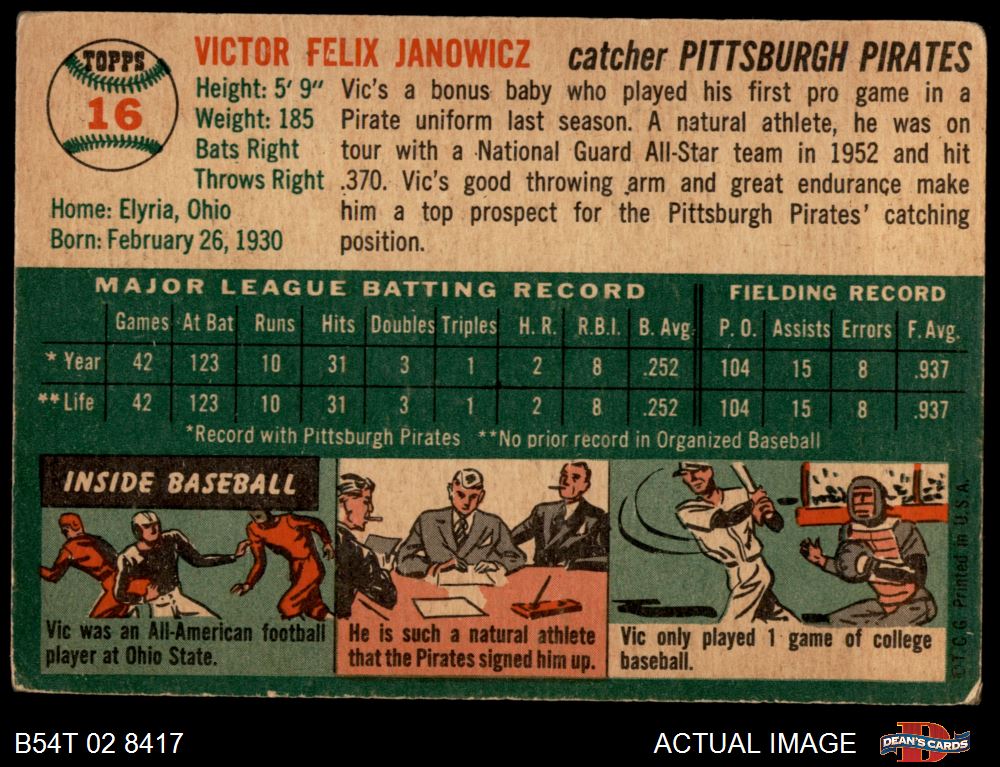 TOPPS
16
VICTOR FELIX JANOWICZ catcher PITTSBURGH PIRATES
Height: 5' 9"
Weight: 185
Bats Right
Throws Right
Home: Elyria, Ohio
Born: February 26, 1930
Vic's a bonus baby who played his first pro game in a
Pirate uniform last season. A natural athlete, he was on
tour with a National Guard All-Star team in 1952 and hit
.370. Vic's good throwing arm and great endurance make
him a top prospect for the Pittsburgh Pirates' catching
position.
MAJOR LEAGUE BATTING RECORD FIELDING RECORD
Games At Bat Runs Hits Doubles Triples H. R. R.B.I. B. Avg. P. O. Assists Errors F. Avg.
* Year 42 123 10 31 3 1 2 8 .252 104 15 8 .937
** Life 42 123 10 31 3 1 2 8 .252 104 15 8 .937
*Record with Pittsburgh Pirates **No prior record in Organized Baseball
INSIDE BASEBALL
Vic was an All-American football
player at Ohio State.
He is such a natural athlete
that the Pirates signed him up.
Vic only played 1 game of college
baseball.
T.C.G. Printed in U.S.A.
B54T 02 8417
ACTUAL IMAGE
D
DEAN'S CARDS